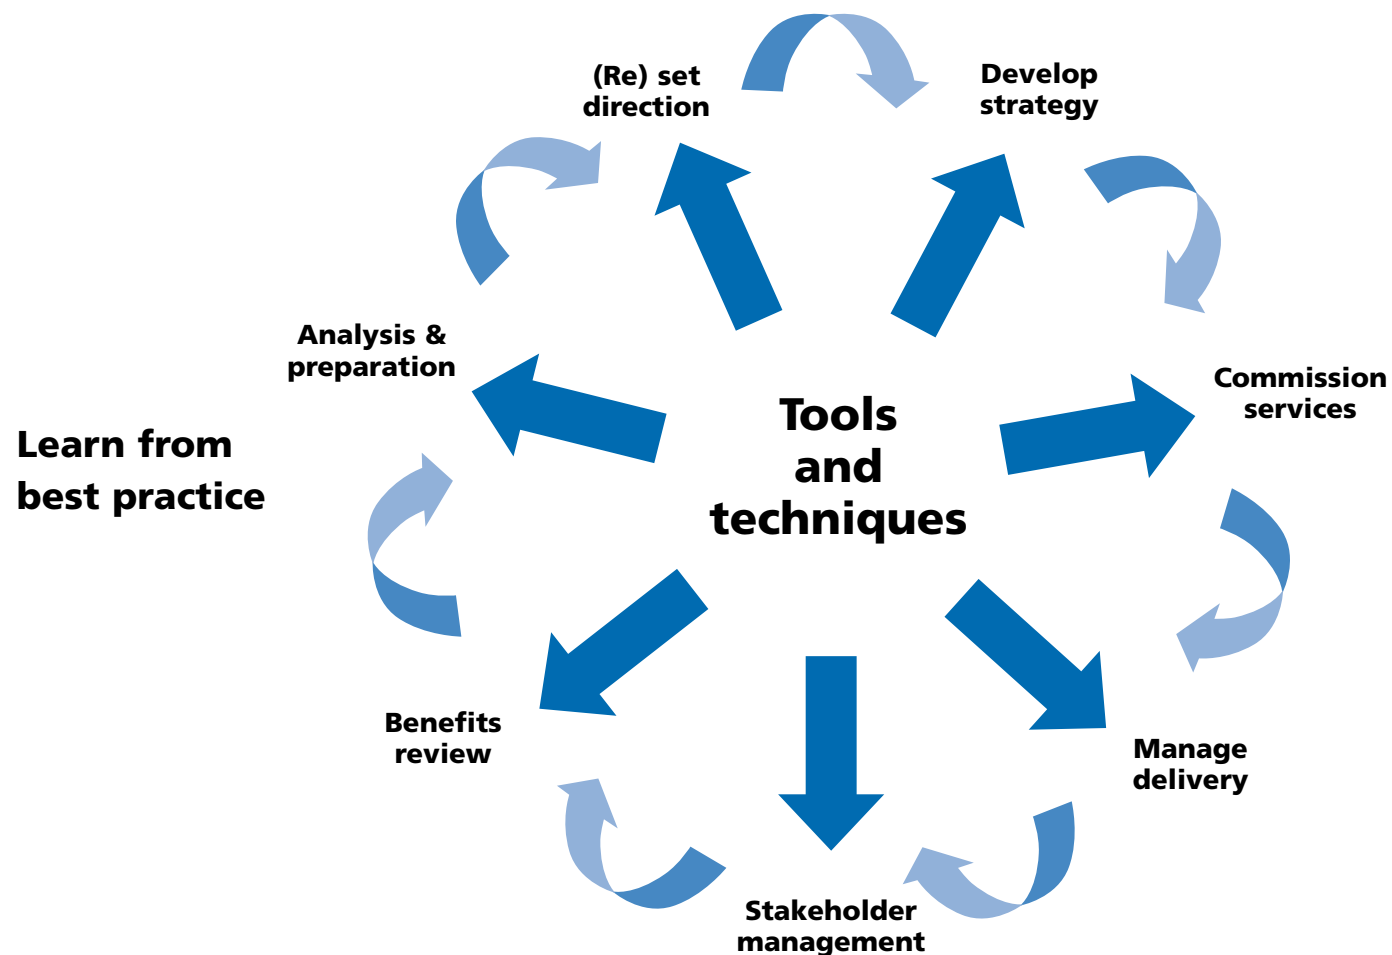 (Re) set
direction
Develop
strategy
Analysis &
preparation
Commission
services
Tools
and
techniques
Learn from
best practice
Benefits
review
Manage
delivery
Stakeholder
management